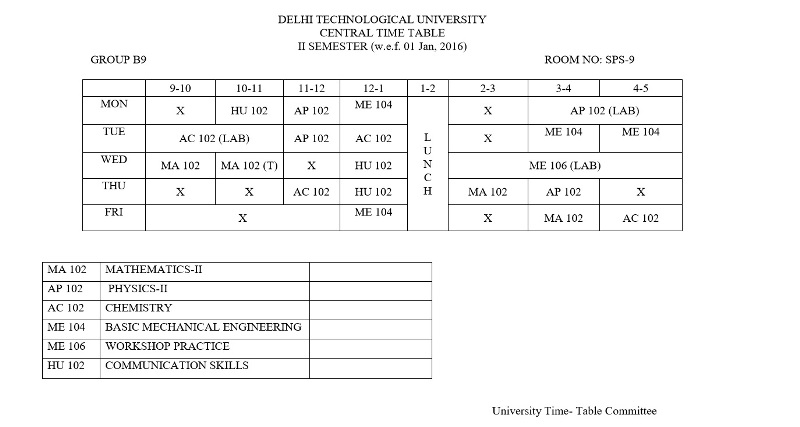 DELHI TECHNOLOGICAL UNIVERSITY
CENTRAL TIME TABLE
II SEMESTER (w.e.f. 01 Jan, 2016)
GROUP B9 ROOM NO: SPS-9
9-10 10-11 11-12 12-1 1-2 2-3 3-4 4-5
MON X HU 102 AP 102 ME 104 X AP 102 (LAB)
TUE AC 102 (LAB) AP 102 AC 102 X ME 104 ME 104
WED MA 102 MA 102 (T) X HU 102 ME 106 (LAB)
THU X X AC 102 HU 102 MA 102 AP 102 X
FRI X ME 104 X MA 102 AC 102
L
U
N
C
H
MA 102 MATHEMATICS-II
AP 102 PHYSICS-II
AC 102 CHEMISTRY
ME 104 BASIC MECHANICAL ENGINEERING
ME 106 WORKSHOP PRACTICE
HU 102 COMMUNICATION SKILLS
University Time- Table Committee